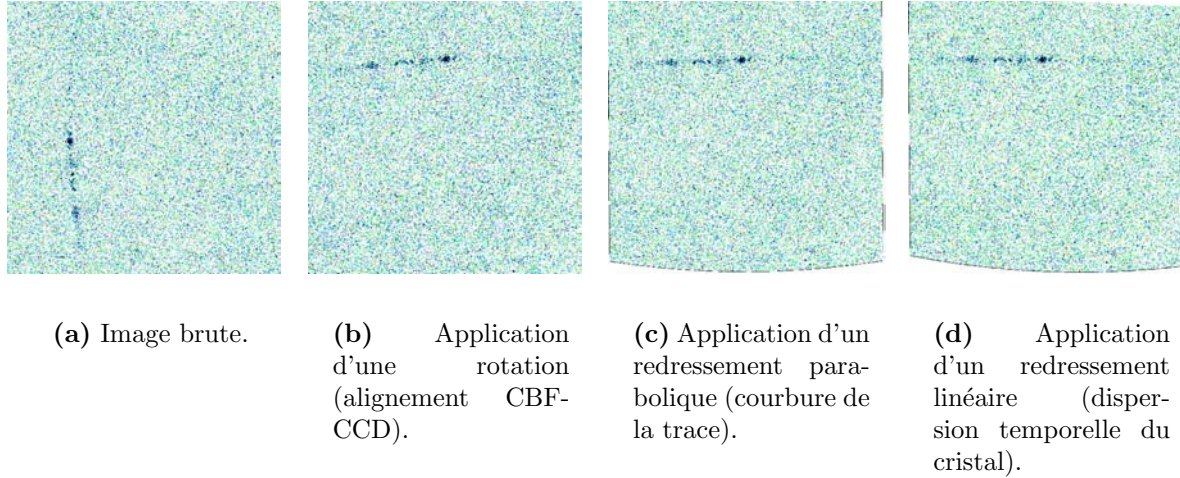 (a) Image brute.
(b) Application
d'une rotation
(alignement CBF-
CCD).
(c) Application d'un
redressement para-
bolique (courbure de
la trace).
(d) Application
d'un redressement
linéaire (disper-
sion temporelle du
cristal).